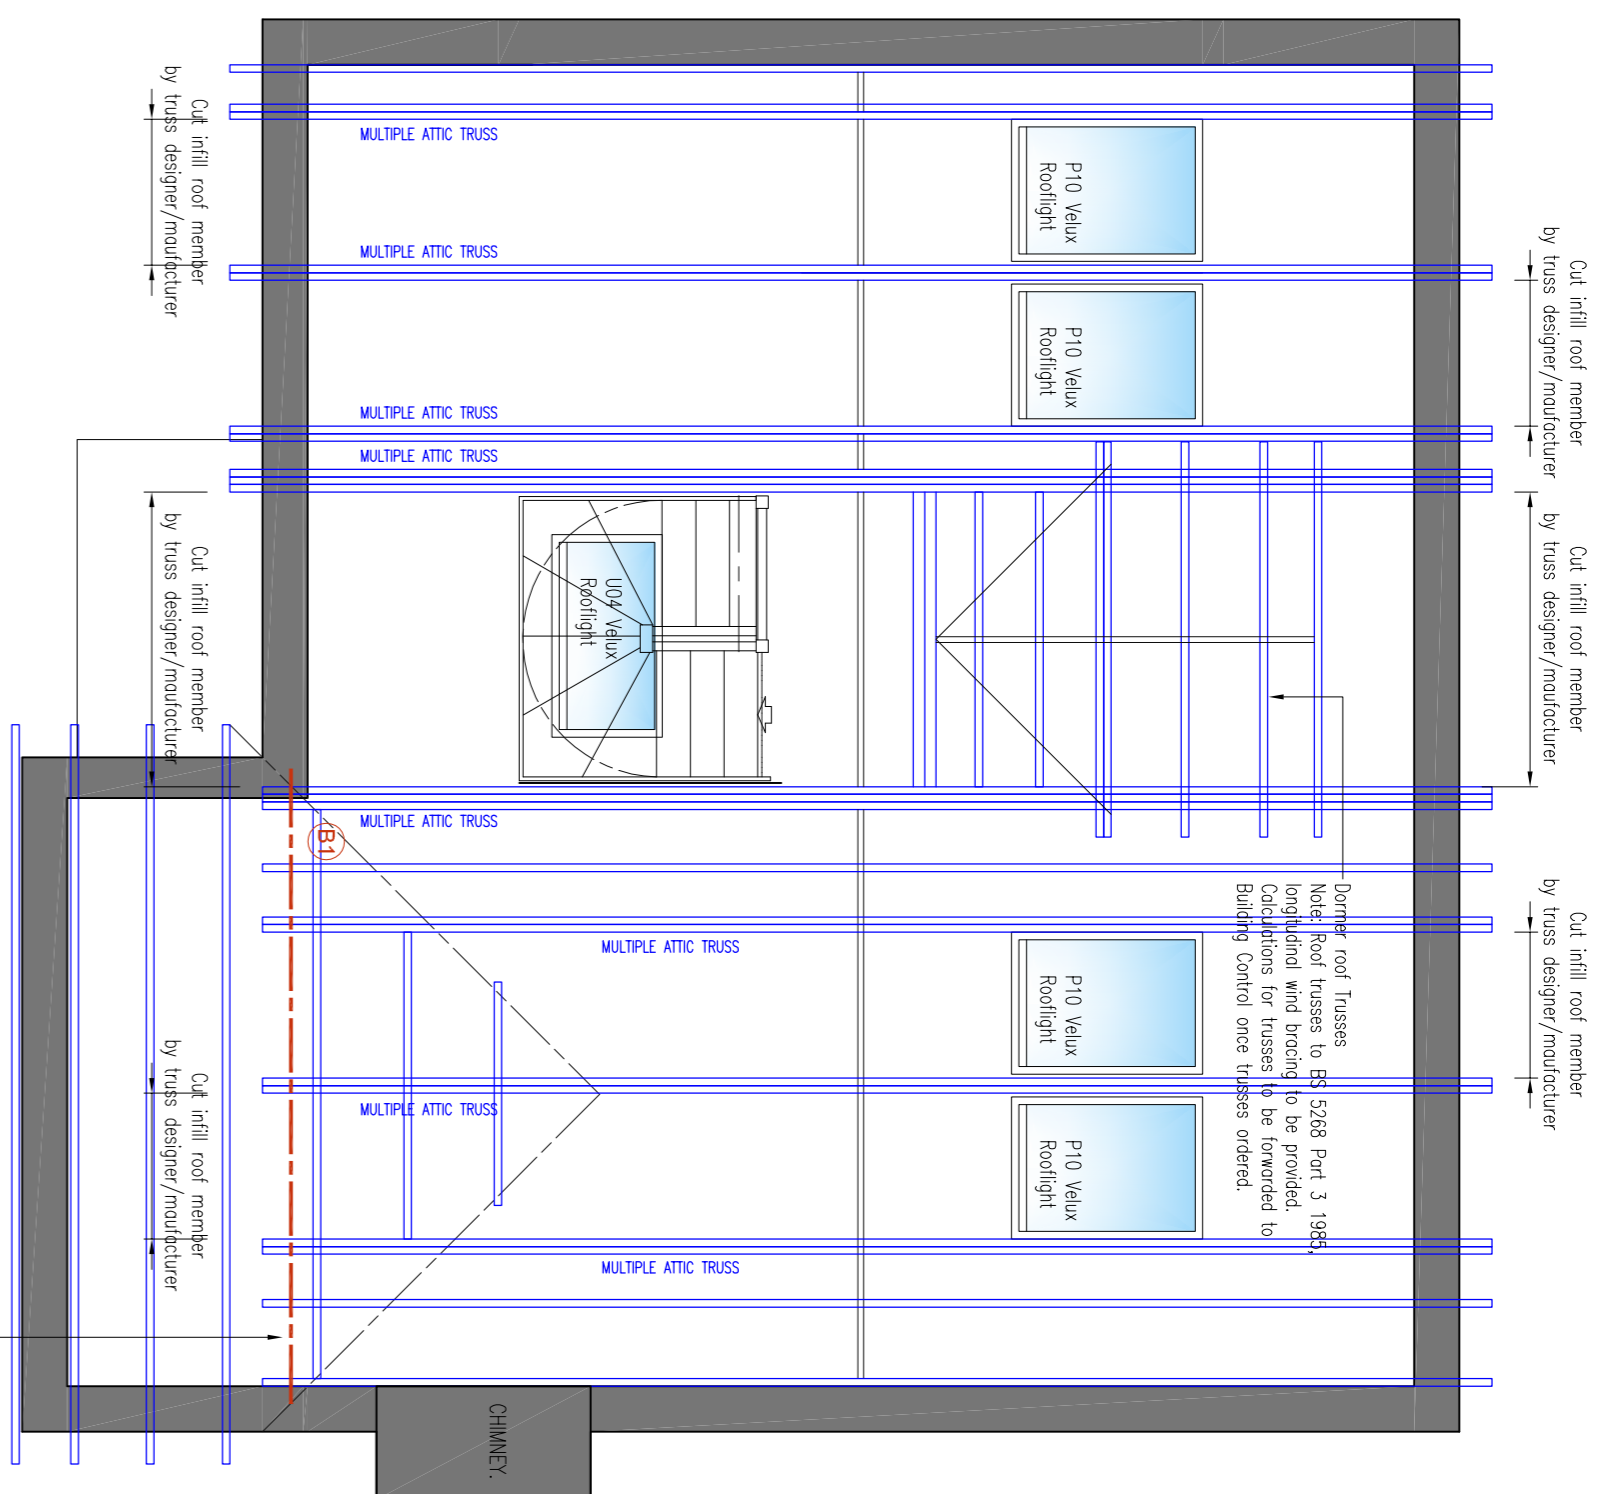 Cut infill roof member
by truss designer/maufacturer
MULTIPLE ATTIC TRUSS
P10 Velux
Rooflight
Cut infill roof member
by truss designer/maufacturer
MULTIPLE ATTIC TRUSS
P10 Velux
Rooflight
MULTIPLE ATTIC TRUSS
MULTIPLE ATTIC TRUSS
Cut infill roof member
by truss designer/maufacturer
U04 Velux
Rooflight
Cut infill roof member
by truss designer/maufacturer
MULTIPLE ATTIC TRUSS
B1
Dormer roof Trusses
Note: Roof trusses to BS 5268 Part 3 1985,
longitudinal wind bracing to be provided.
Calculations for trusses to be forwarded to
Building Control once trusses ordered.
Cut infill roof member
by truss designer/maufacturer
MULTIPLE ATTIC TRUSS
P10 Velux
Rooflight
Cut infill roof member
by truss designer/maufacturer
MULTIPLE ATTIC TRUSS
P10 Velux
Rooflight
MULTIPLE ATTIC TRUSS
CHIMNEY.